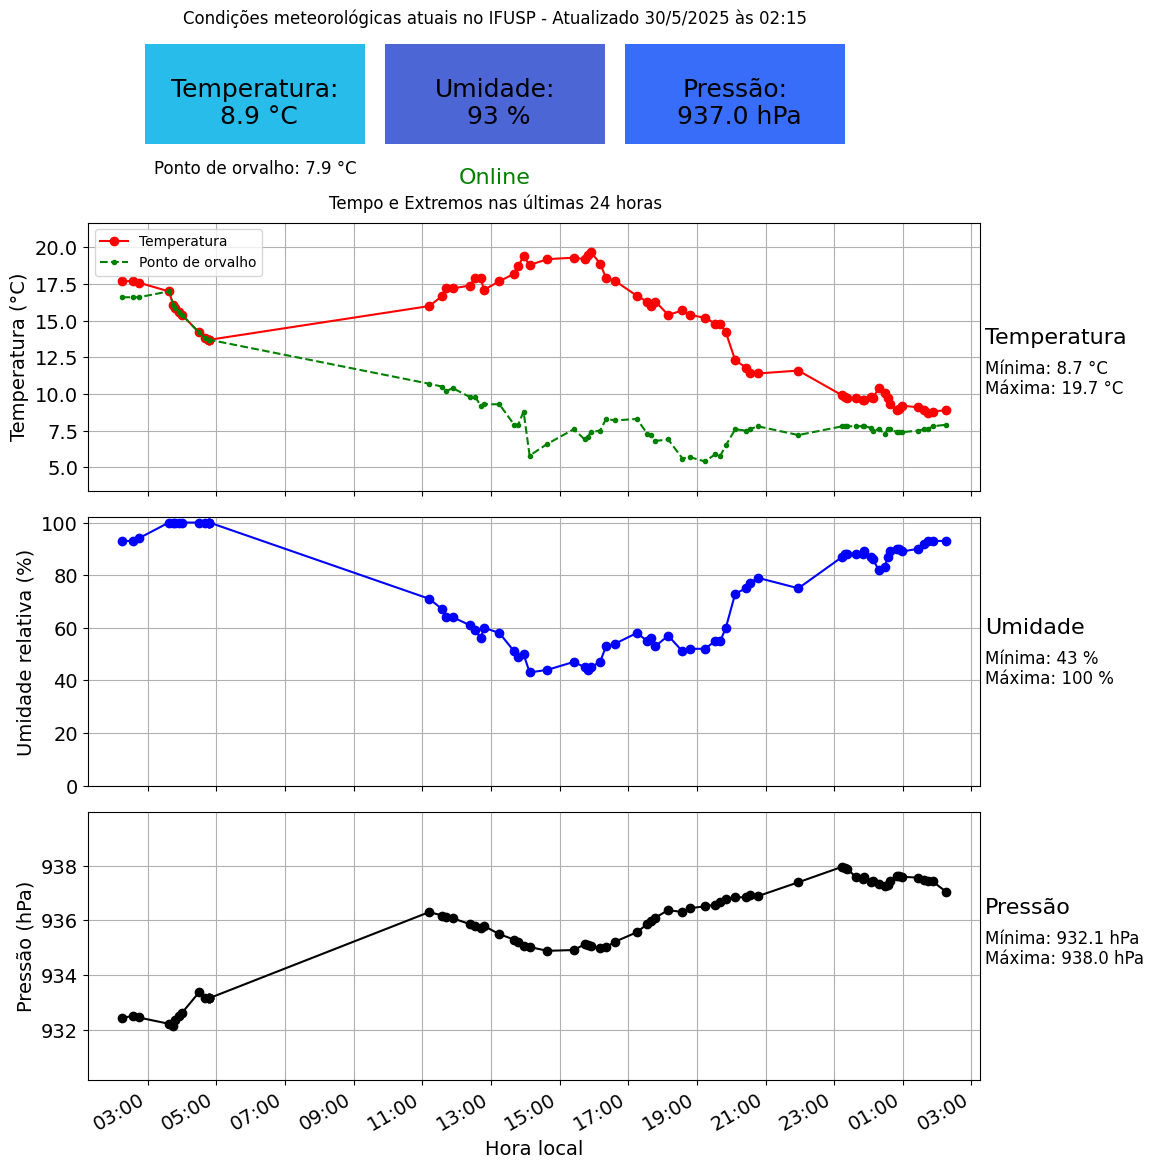 Condições meteorológicas atuais no IFUSP - Atualizado 30/5/2025 às 02:15
Temperatura:
8.9 °C
Umidade:
93 %
Pressão:
937.0 hPa
Ponto de orvalho: 7.9 °C
Online
Tempo e Extremos nas últimas 24 horas
Temperatura
Ponto de orvalho
Temperatura (°C)
20.0
17.5
15.0
12.5
10.0
7.5
5.0
Temperatura
Mínima: 8.7 °C
Máxima: 19.7 °C
Umidade relativa (%)
100
80
60
40
20
0
Umidade
Mínima: 43 %
Máxima: 100 %
Pressão (hPa)
938
936
934
932
Pressão
Mínima: 932.1 hPa
Máxima: 938.0 hPa
03:00
05:00
07:00
09:00
11:00
13:00
15:00
17:00
19:00
21:00
23:00
01:00
03:00
Hora local